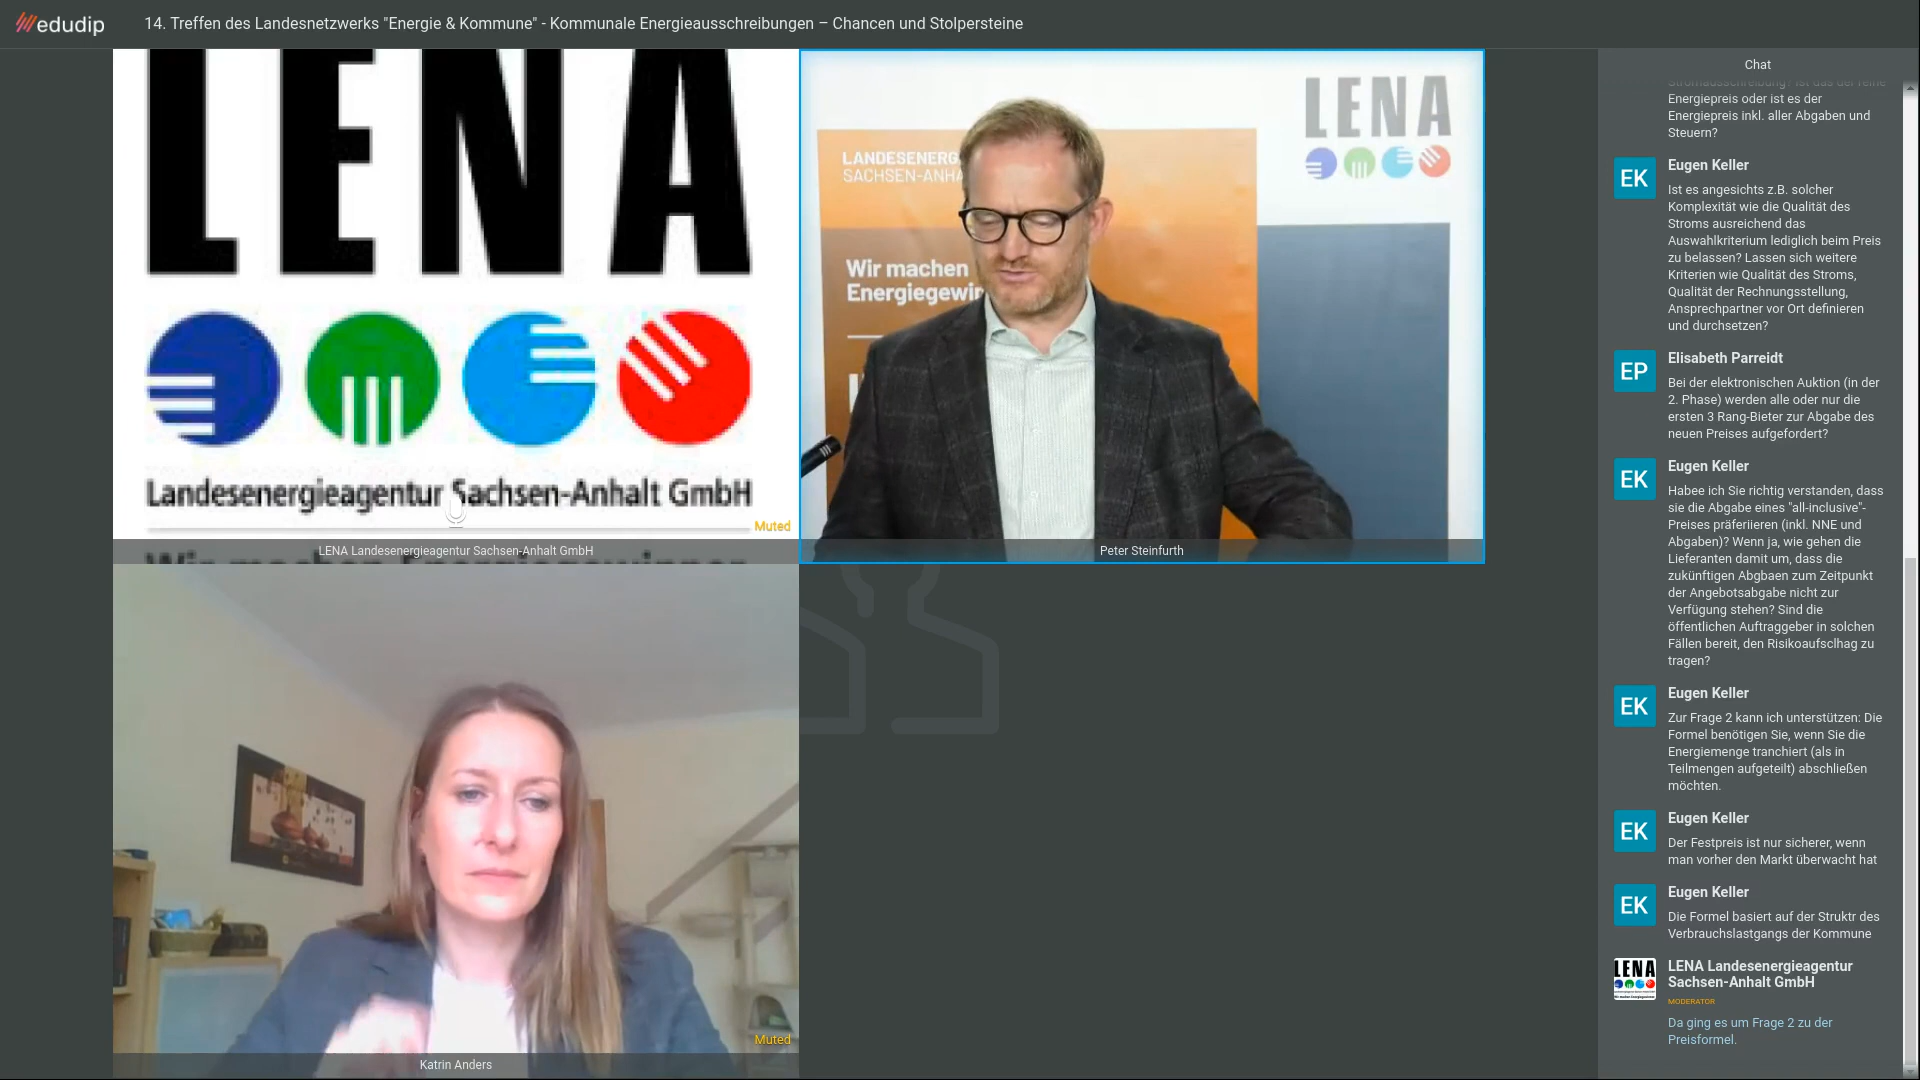 edudip
14. Treffen des Landesnetzwerks "Energie & Kommune" - Kommunale Energieausschreibungen – Chancen und Stolpersteine
LENA
Landesenergieagentur Sachsen-Anhalt GmbH
Muted
LENA Landesenergieagentur Sachsen-Anhalt GmbH
Wir machen Energiegewinner
LENA
LANDESENERG
SACHSEN-ANHA
Wir machen
Energiegewin
Peter Steinfurth
Muted
Katrin Anders
Chat
Stromausschreibung? Ist das der reine
Energiepreis oder ist es der
Energiepreis inkl. aller Abgaben und
Steuern?
EK
Eugen Keller
Ist es angesichts z.B. solcher
Komplexität wie die Qualität des
Stroms ausreichend das
Auswahlkriterium lediglich beim Preis
zu belassen? Lassen sich weitere
Kriterien wie Qualität des Stroms,
Qualität der Rechnungsstellung,
Ansprechpartner vor Ort definieren
und durchsetzen?
EP
Elisabeth Parreidt
Bei der elektronischen Auktion (in der
2. Phase) werden alle oder nur die
ersten 3 Rang-Bieter zur Abgabe des
neuen Preises aufgefordert?
EK
Eugen Keller
Habee ich Sie richtig verstanden, dass
sie die Abgabe eines "all-inclusive"-
Preises präferiieren (inkl. NNE und
Abgaben)? Wenn ja, wie gehen die
Lieferanten damit um, dass die
zukünftigen Abgbaen zum Zeitpunkt
der Angebotsabgabe nicht zur
Verfügung stehen? Sind die
öffentlichen Auftraggeber in solchen
Fällen bereit, den Risikoaufsclhag zu
tragen?
EK
Eugen Keller
Zur Frage 2 kann ich unterstützen: Die
Formel benötigen Sie, wenn Sie die
Energiemenge tranchiert (als in
Teilmengen aufgeteilt) abschließen
möchten.
EK
Eugen Keller
Der Festpreis ist nur sicherer, wenn
man vorher den Markt überwacht hat
EK
Eugen Keller
Die Formel basiert auf der Struktr des
Verbrauchslastgangs der Kommune
LENA
LENA Landesenergieagentur
Sachsen-Anhalt GmbH
MODERATOR
Da ging es um Frage 2 zu der
Preisformel.